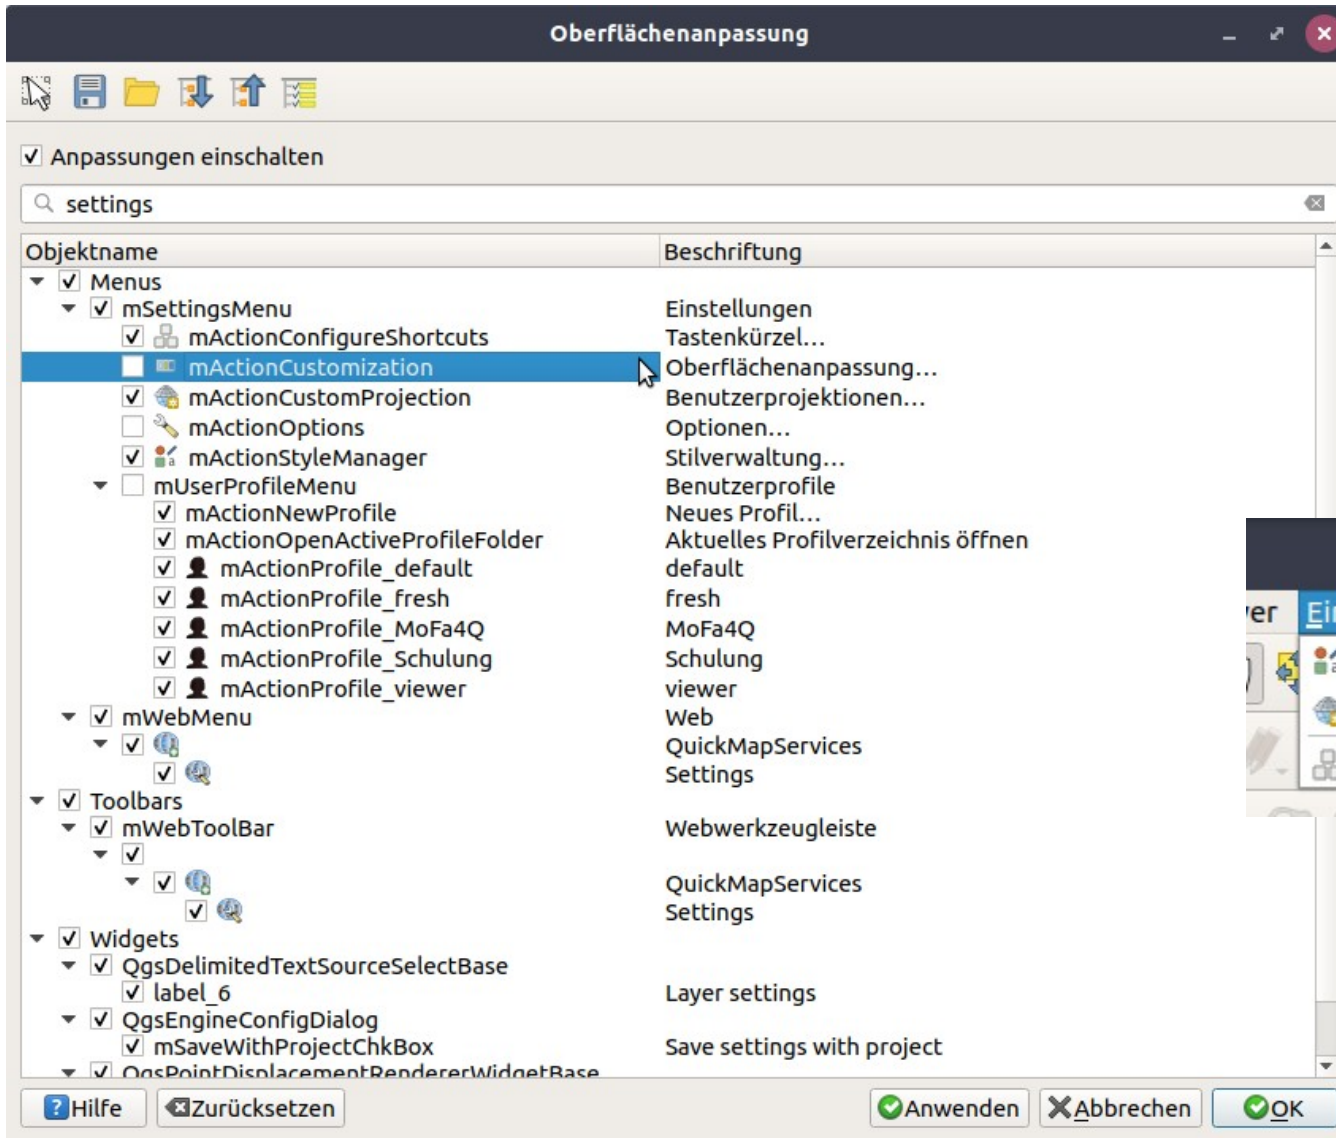 Oberflächenanpassung
Anpassungen einschalten
settings
Objektname Beschriftung
Menus
mSettingsMenu Einstellungen
mActionConfigureShortcuts Tastenkürzel...
mActionCustomization Oberflächenanpassung...
mActionCustomProjection Benutzerprojektionen...
mActionOptions Optionen...
mActionStyleManager Stilverwaltung...
mUserProfileMenu Benutzerprofile
mActionNewProfile Neues Profil...
mActionOpenActiveProfileFolder Aktuelles Profilverzeichnis öffnen
mActionProfile_default default
mActionProfile_fresh fresh
mActionProfile_MoFa4Q MoFa4Q
mActionProfile_Schulung Schulung
mActionProfile_viewer viewer
mWebMenu Web
QuickMapServices
Settings
Toolbars
mWebToolBar Webwerkzeugleiste
QuickMapServices
Settings
Widgets
QgsDelimitedTextSourceSelectBase
label_6 Layer settings
QgsEngineConfigDialog
mSaveWithProjectChkBox Save settings with project
QgsPointDisplacementRendererWidgetBase
Hilfe Zurücksetzen Anwenden Abbrechen OK